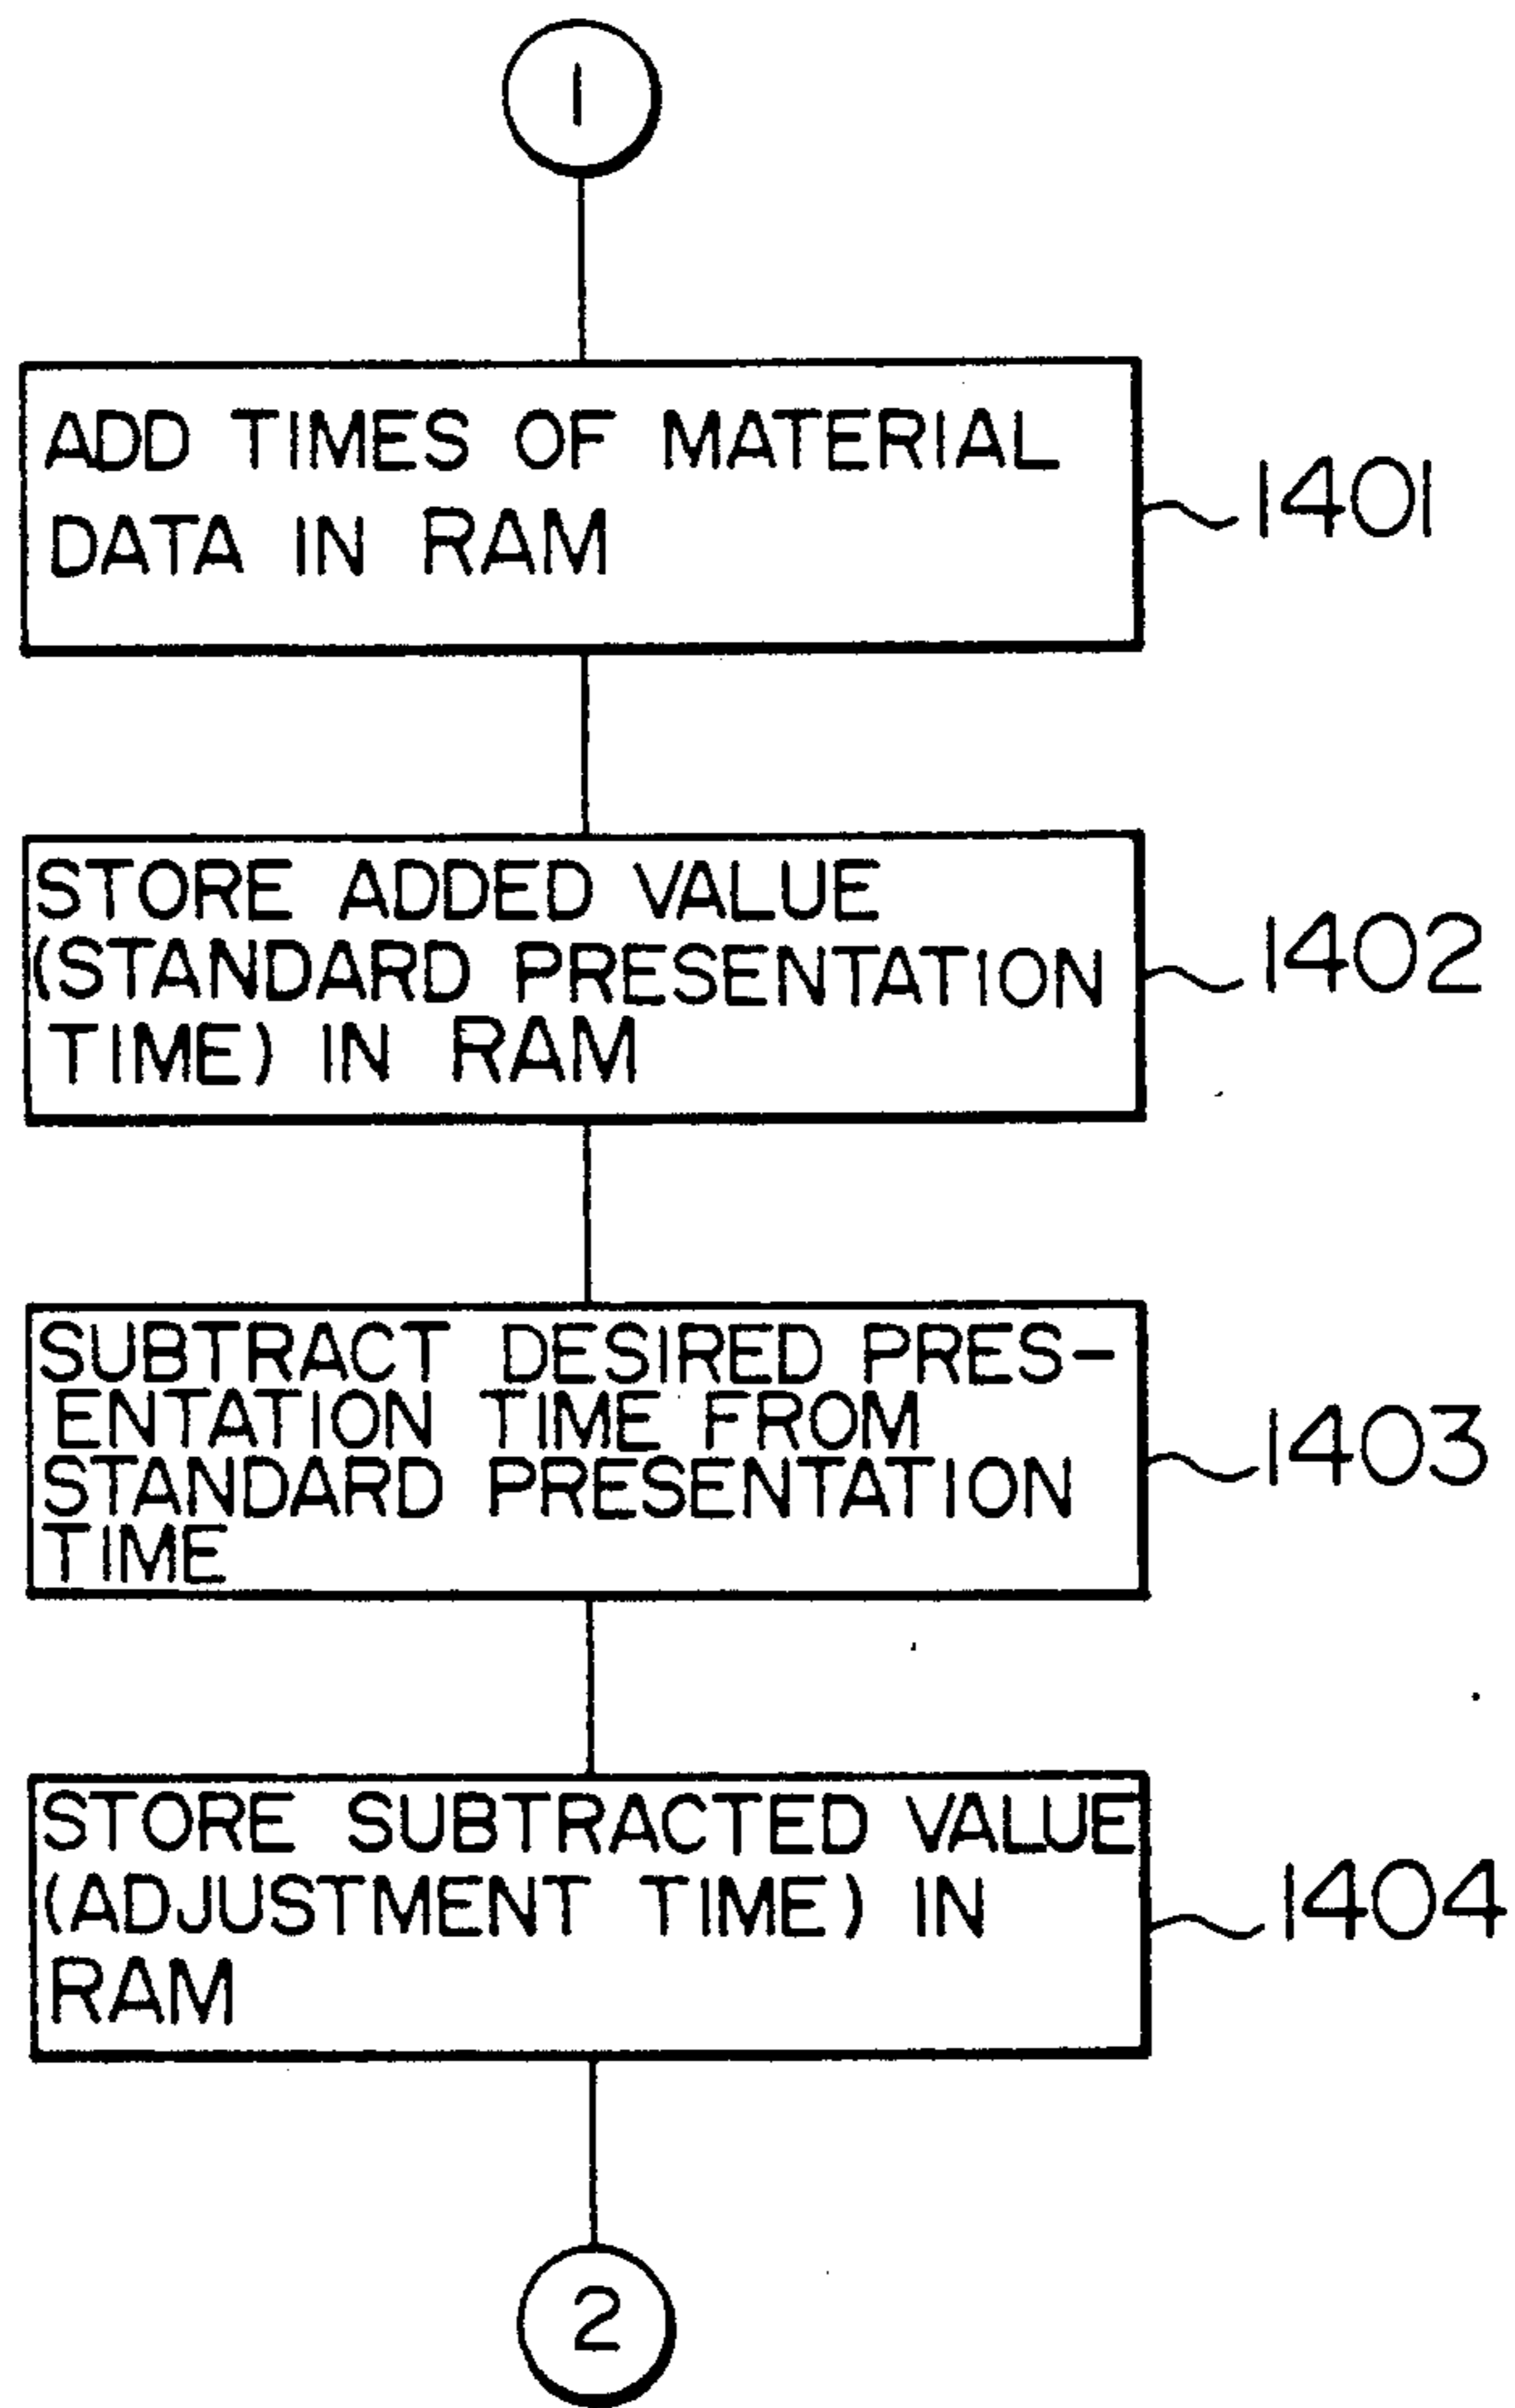 1
ADD TIMES OF MATERIAL
DATA IN RAM
1401
STORE ADDED VALUE
(STANDARD PRESENTATION
TIME) IN RAM
1402
SUBTRACT DESIRED PRES-
ENTATION TIME FROM
STANDARD PRESENTATION
TIME
1403
STORE SUBTRACTED VALUE
(ADJUSTMENT TIME) IN
RAM
1404
2